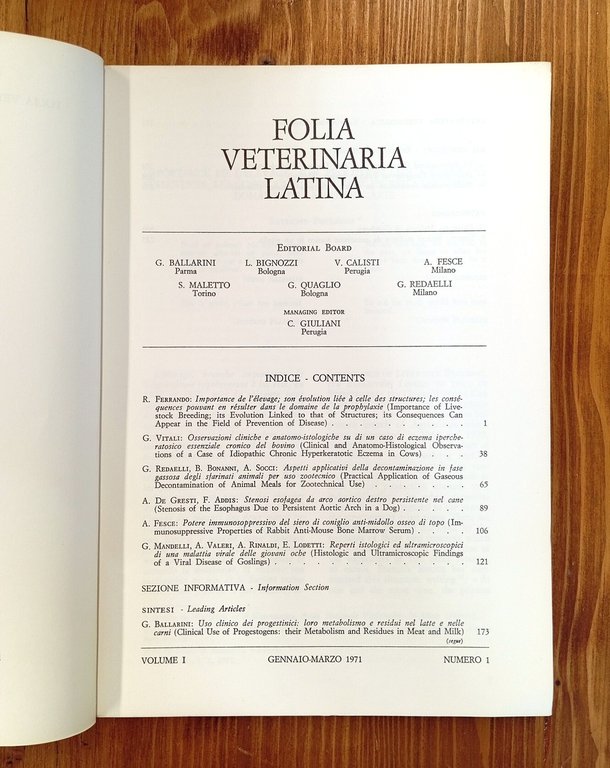 FOLIA
VETERINARIA
LATINA
EDITORIAL BOARD
G. BALLARINI L. BIGNOZZI V. CALISTI A. FESCE
Parma Bologna Perugia Milano
S. MALETTO G. QUAGLIO G. REDAELLI
Torino Bologna Milano
MANAGING EDITOR
C. GIULIANI
Perugia
INDICE - CONTENTS
R. FERRANDO: Importance de l'élevage; son évolution liée à celle des structures; les consé-
quences pouvant en résulter dans le domaine de la prophylaxie (Importance of Live-
stock Breeding; its Evolution Linked to that of Structures; its Consequences Can
Appear in the Field of Prevention of Disease) . . . . . . . . . 1
G. VITALI: Osservazioni cliniche e anatomo-istologiche su di un caso di eczema iperche-
ratosico essenziale cronico del bovino (Clinical and Anatomo-Histological Observa-
tions of a Case of Idiopathic Chronic Hyperkeratotic Eczema in Cows) . . . 38
G. REDAELLI, B. BONANNI, A. SOCCI: Aspetti applicativi della decontaminazione in fase
gassosa degli sfarinati animali per uso zootecnico (Practical Application of Gaseous
Decontamination of Animal Meals for Zootechnical Use) . . . . . . . 65
A. DE GRESTI, F. ADDIS: Stenosi esofagea da arco aortico destro persistente nel cane
(Stenosis of the Esophagus Due to Persistent Aortic Arch in a Dog) . . . . 89
A. FESCE: Potere immunosoppressivo del siero di coniglio anti-midollo osseo di topo (Im-
munosuppressive Properties of Rabbit Anti-Mouse Bone Marrow Serum) . . . 106
G. MANDELLI, A. VALERI, A. RINALDI, E. LODETTI: Reperti istologici ed ultramicroscopici
di una malattia virale delle giovani oche (Histologic and Ultramicroscopic Findings
of a Viral Disease of Goslings) . . . . . . . . . . . . 121
SEZIONE INFORMATIVA - Information Section
SINTESI - Leading Articles
G. BALLARINI: Uso clinico dei progestinici: loro metabolismo e residui nel latte e nelle
carni (Clinical Use of Progestogens: their Metabolism and Residues in Meat and Milk) 173
(segue)
VOLUME I GENNAIO-MARZO 1971 NUMERO 1